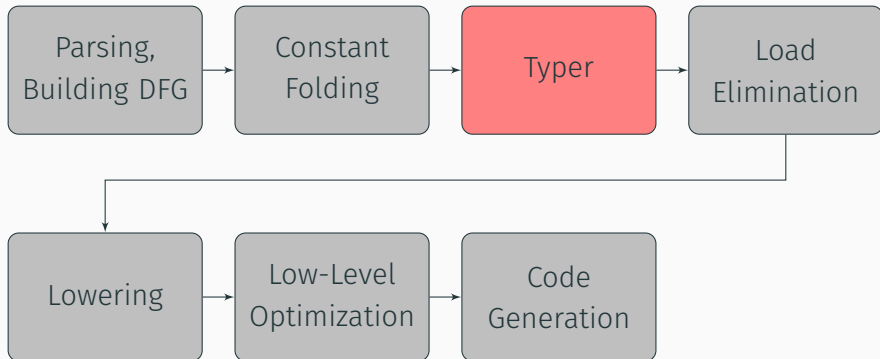 Parsing,
Building DFG
Constant
Folding
Typer
Load
Elimination
Lowering
Low-Level
Optimization
Code
Generation